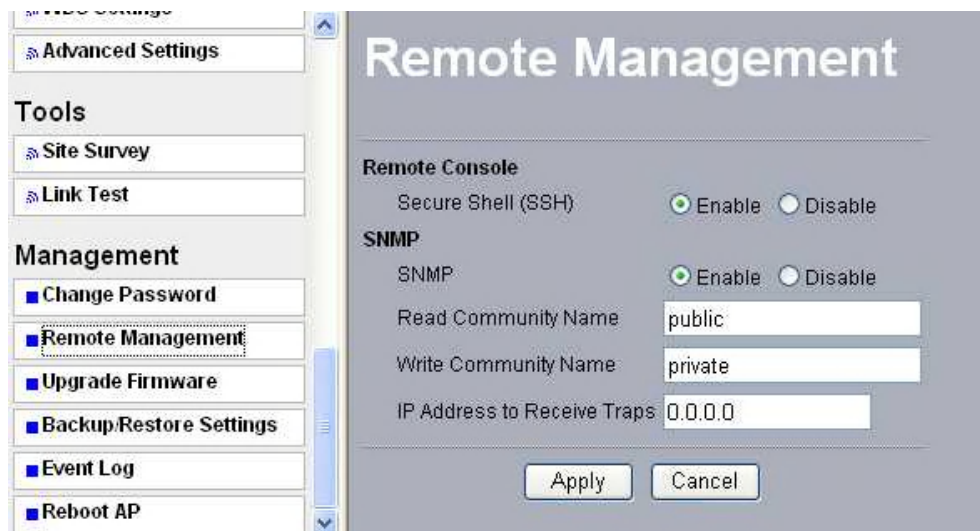 Advanced Settings
Tools
Site Survey
Link Test
Management
Change Password
Remote Management
Upgrade Firmware
Backup/Restore Settings
Event Log
Reboot AP
Remote Management
Remote Console
Secure Shell (SSH) Enable Disable
SNMP
SNMP Enable Disable
Read Community Name public
Write Community Name private
IP Address to Receive Traps 0.0.0.0
Apply Cancel